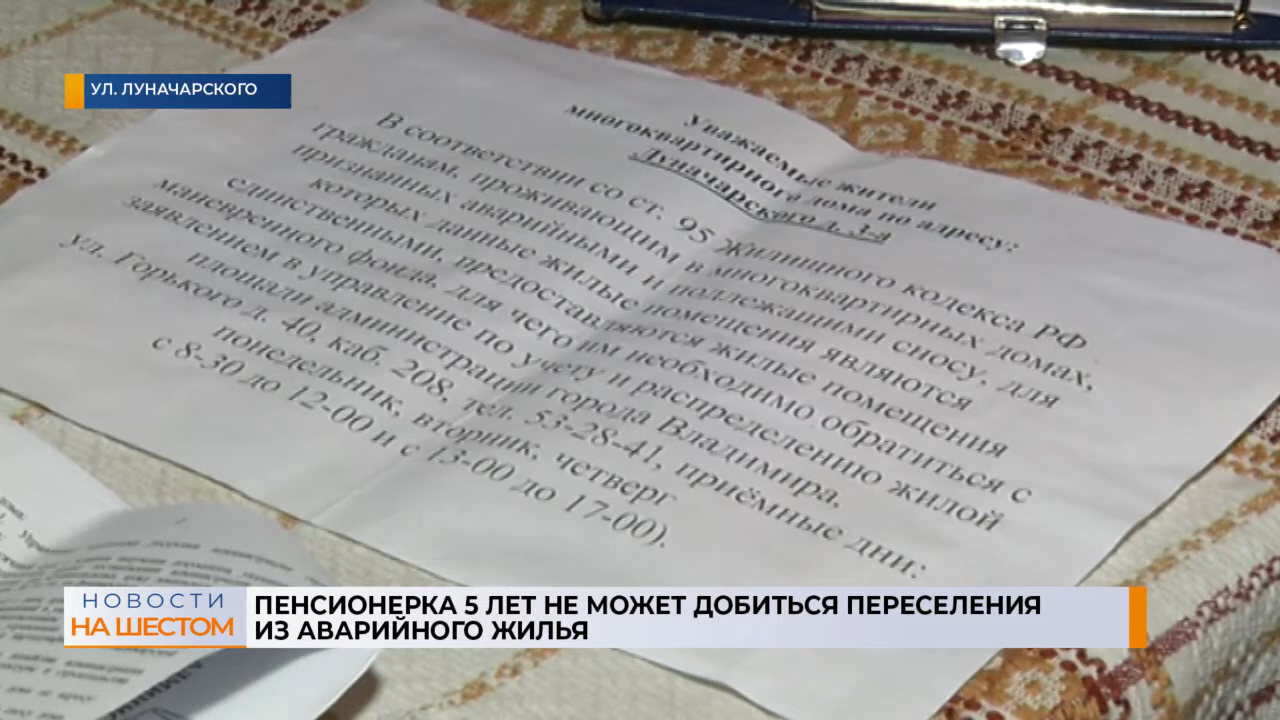 УЛ. ЛУНАЧАРСКОГО
Уважаемые жители
многоквартирного дома по адресу:
Луначарского д. 3-я
В соответствии со ст. 95 Жилищного кодекса РФ
гражданам, проживающим в многоквартирных домах,
признанных аварийными и подлежащими сносу, для
которых данные жилые помещения являются
единственными, предоставляются жилые помещения
маневренного фонда, для чего им необходимо обратиться с
заявлением в управление по учету и распределению жилой
площади администрации города Владимира,
ул. Горького д. 40, каб. 208, тел. 53-28-41, приёмные дни:
понедельник, вторник, четверг
с 8-30 до 12-00 и с 13-00 до 17-00).
НОВОСТИ
НА ШЕСТОМ
ПЕНСИОНЕРКА 5 ЛЕТ НЕ МОЖЕТ ДОБИТЬСЯ ПЕРЕСЕЛЕНИЯ
ИЗ АВАРИЙНОГО ЖИЛЬЯ